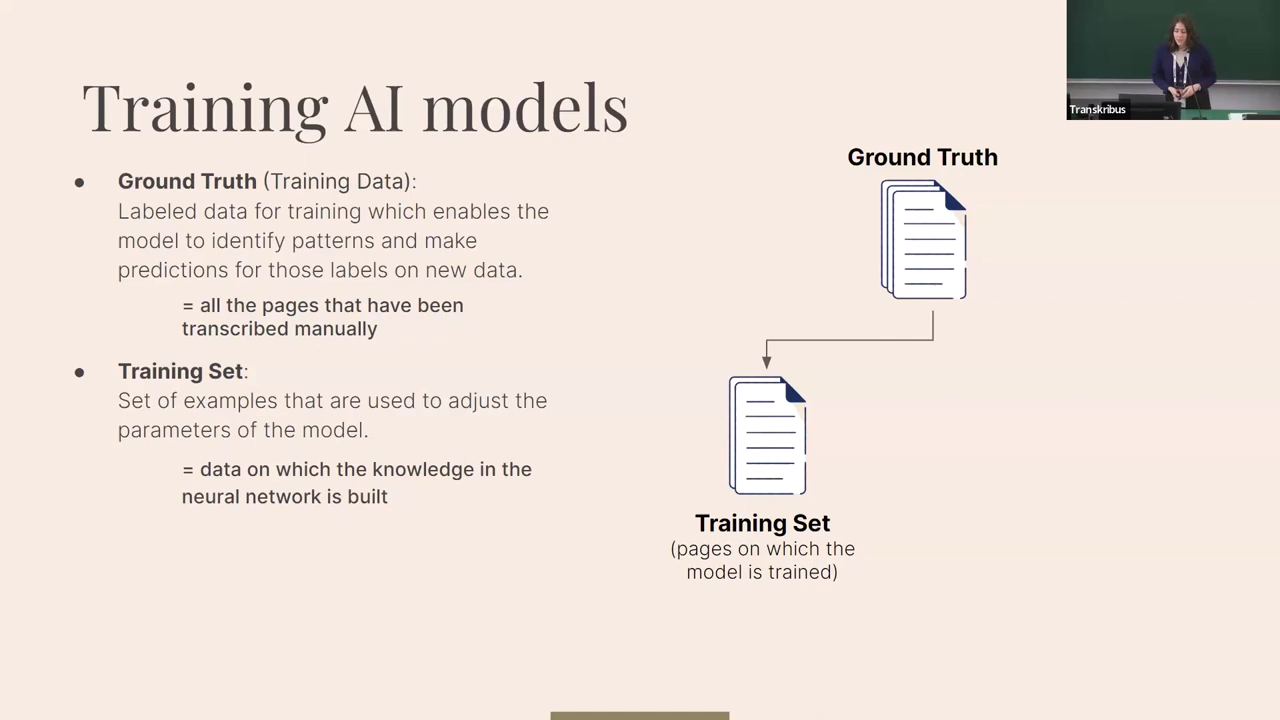 Training AI models
Transkribus
● Ground Truth (Training Data):
Labeled data for training which enables the
model to identify patterns and make
predictions for those labels on new data.
= all the pages that have been
transcribed manually
● Training Set:
Set of examples that are used to adjust the
parameters of the model.
= data on which the knowledge in the
neural network is built
Ground Truth
Training Set
(pages on which the
model is trained)